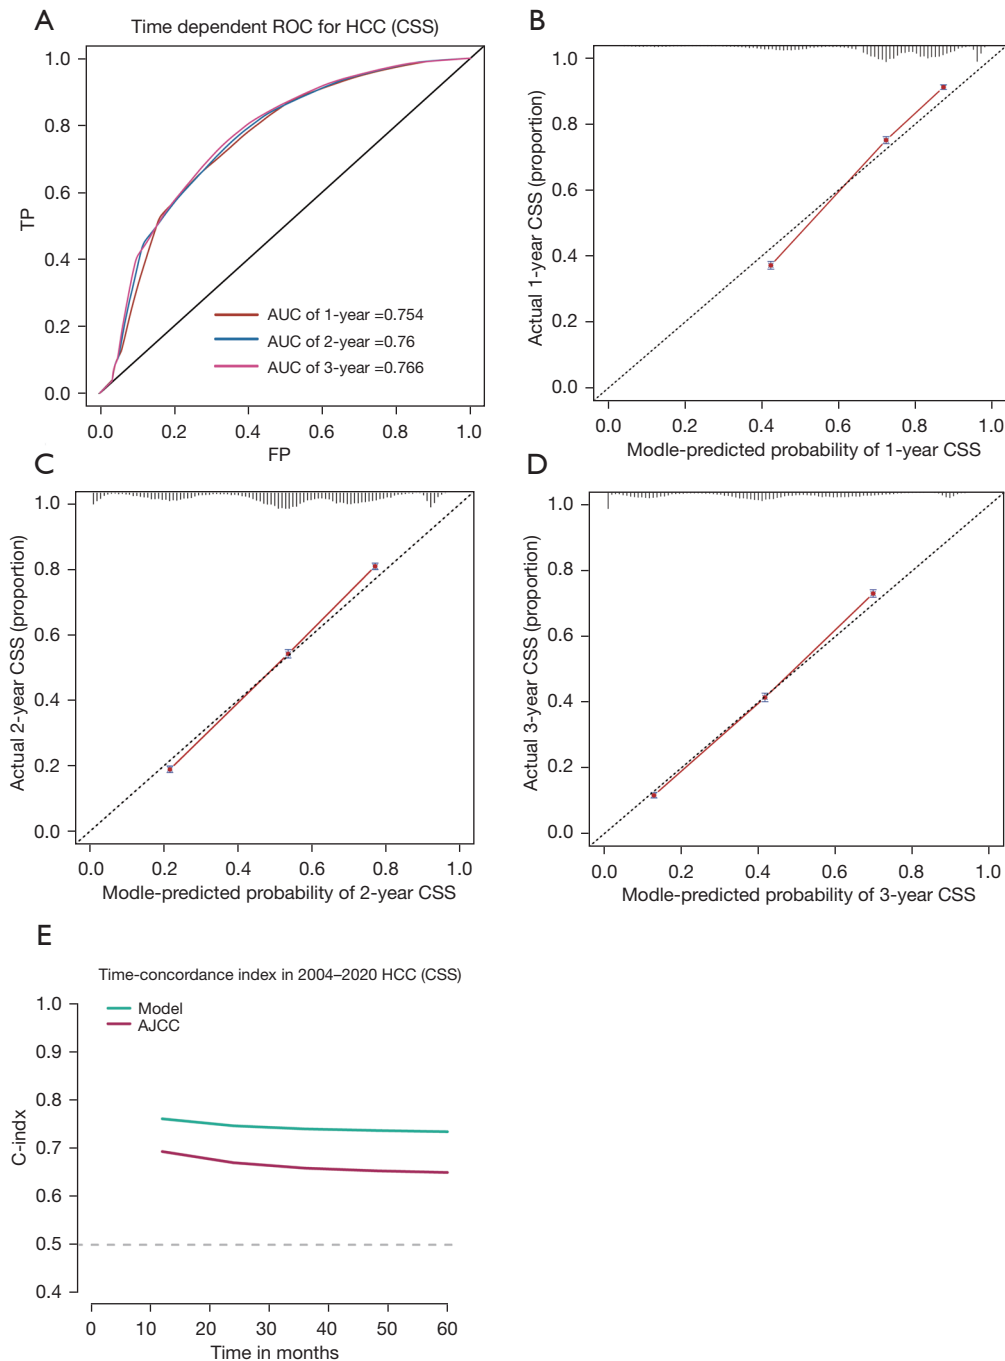 A
Time dependent ROC for HCC (CSS)
1.0
0.8
0.6
0.4
0.2
0.0
TP
AUC of 1-year =0.754
AUC of 2-year =0.76
AUC of 3-year =0.766
0.0 0.2 0.4 0.6 0.8 1.0
FP
B
1.0
0.8
0.6
0.4
0.2
0.0
Actual 1-year CSS (proportion)
0.0 0.2 0.4 0.6 0.8 1.0
Modle-predicted probability of 1-year CSS
C
1.0
0.8
0.6
0.4
0.2
0.0
Actual 2-year CSS (proportion)
0.0 0.2 0.4 0.6 0.8 1.0
Modle-predicted probability of 2-year CSS
D
1.0
0.8
0.6
0.4
0.2
0.0
Actual 3-year CSS (proportion)
0.0 0.2 0.4 0.6 0.8 1.0
Modle-predicted probability of 3-year CSS
E
Time-concordance index in 2004–2020 HCC (CSS)
1.0
0.9
0.8
0.7
0.6
0.5
0.4
C-indx
Model
AJCC
0 10 20 30 40 50 60
Time in months